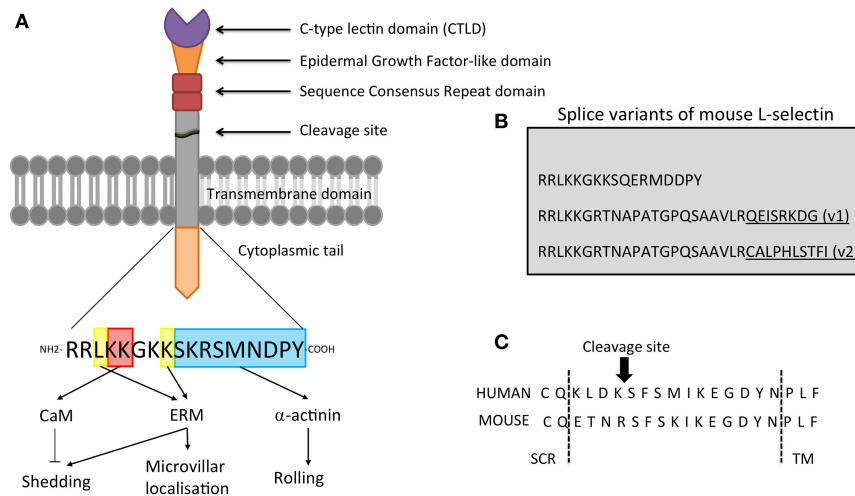 A
C-type lectin domain (CTLD)
Epidermal Growth Factor-like domain
Sequence Consensus Repeat domain
Cleavage site
Transmembrane domain
Cytoplasmic tail
NH2- RRLKKGKKSKRSMNDPY -COOH
CaM
ERM
α-actinin
Shedding
Microvillar
localisation
Rolling
B
Splice variants of mouse L-selectin
RRLKKGKKSQERMDDPY
RRLKKGRTNAPATGPQSAAVLRQEISRKDG (v1)
RRLKKGRTNAPATGPQSAAVLRCALPHLSTFI (v2
C
Cleavage site
HUMAN C Q K L D K S F S M I K E G D Y N P L F
MOUSE C Q E T N R S F S K I K E G D Y N P L F
SCR
TM